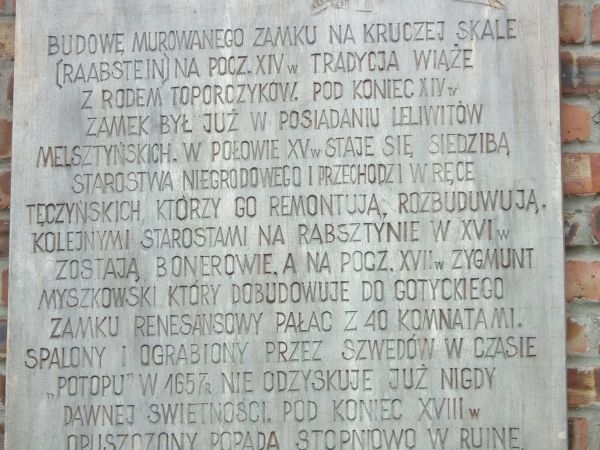 BUDOWĘ MUROWANEGO ZAMKU NA KRUCZEJ SKALE
(RAABSTEIN) NA POCZ. XIV w TRADYCJA WIĄŻE
Z RODEM TOPORCZYKÓW. POD KONIEC XIV w
ZAMEK BYŁ JUŻ W POSIADANIU LELIWITÓW
MELSZTYŃSKICH. W POŁOWIE XV w STAJE SIĘ SIEDZIBĄ
STAROSTWA NIEGRODOWEGO I PRZECHODZI W RĘCE
TĘCZYŃSKICH, KTÓRZY GO REMONTUJĄ, ROZBUDUWUJĄ.
KOLEJNYMI STAROSTAMI NA RABSZTYNIE W XVI w
ZOSTAJĄ BONEROWIE, A NA POCZ. XVII w ZYGMUNT
MYSZKOWSKI, KTÓRY DOBUDOWUJE DO GOTYCKIEGO
ZAMKU RENESANSOWY PAŁAC Z 40 KOMNATAMI.
SPALONY I OGRABIONY PRZEZ SZWEDÓW W CZASIE
„POTOPU" W 1657R NIE ODZYSKUJE JUŻ NIGDY
DAWNEJ ŚWIETNOŚCI. POD KONIEC XVIII w
OPUSZCZONY POPADA STOPNIOWO W RUINĘ.